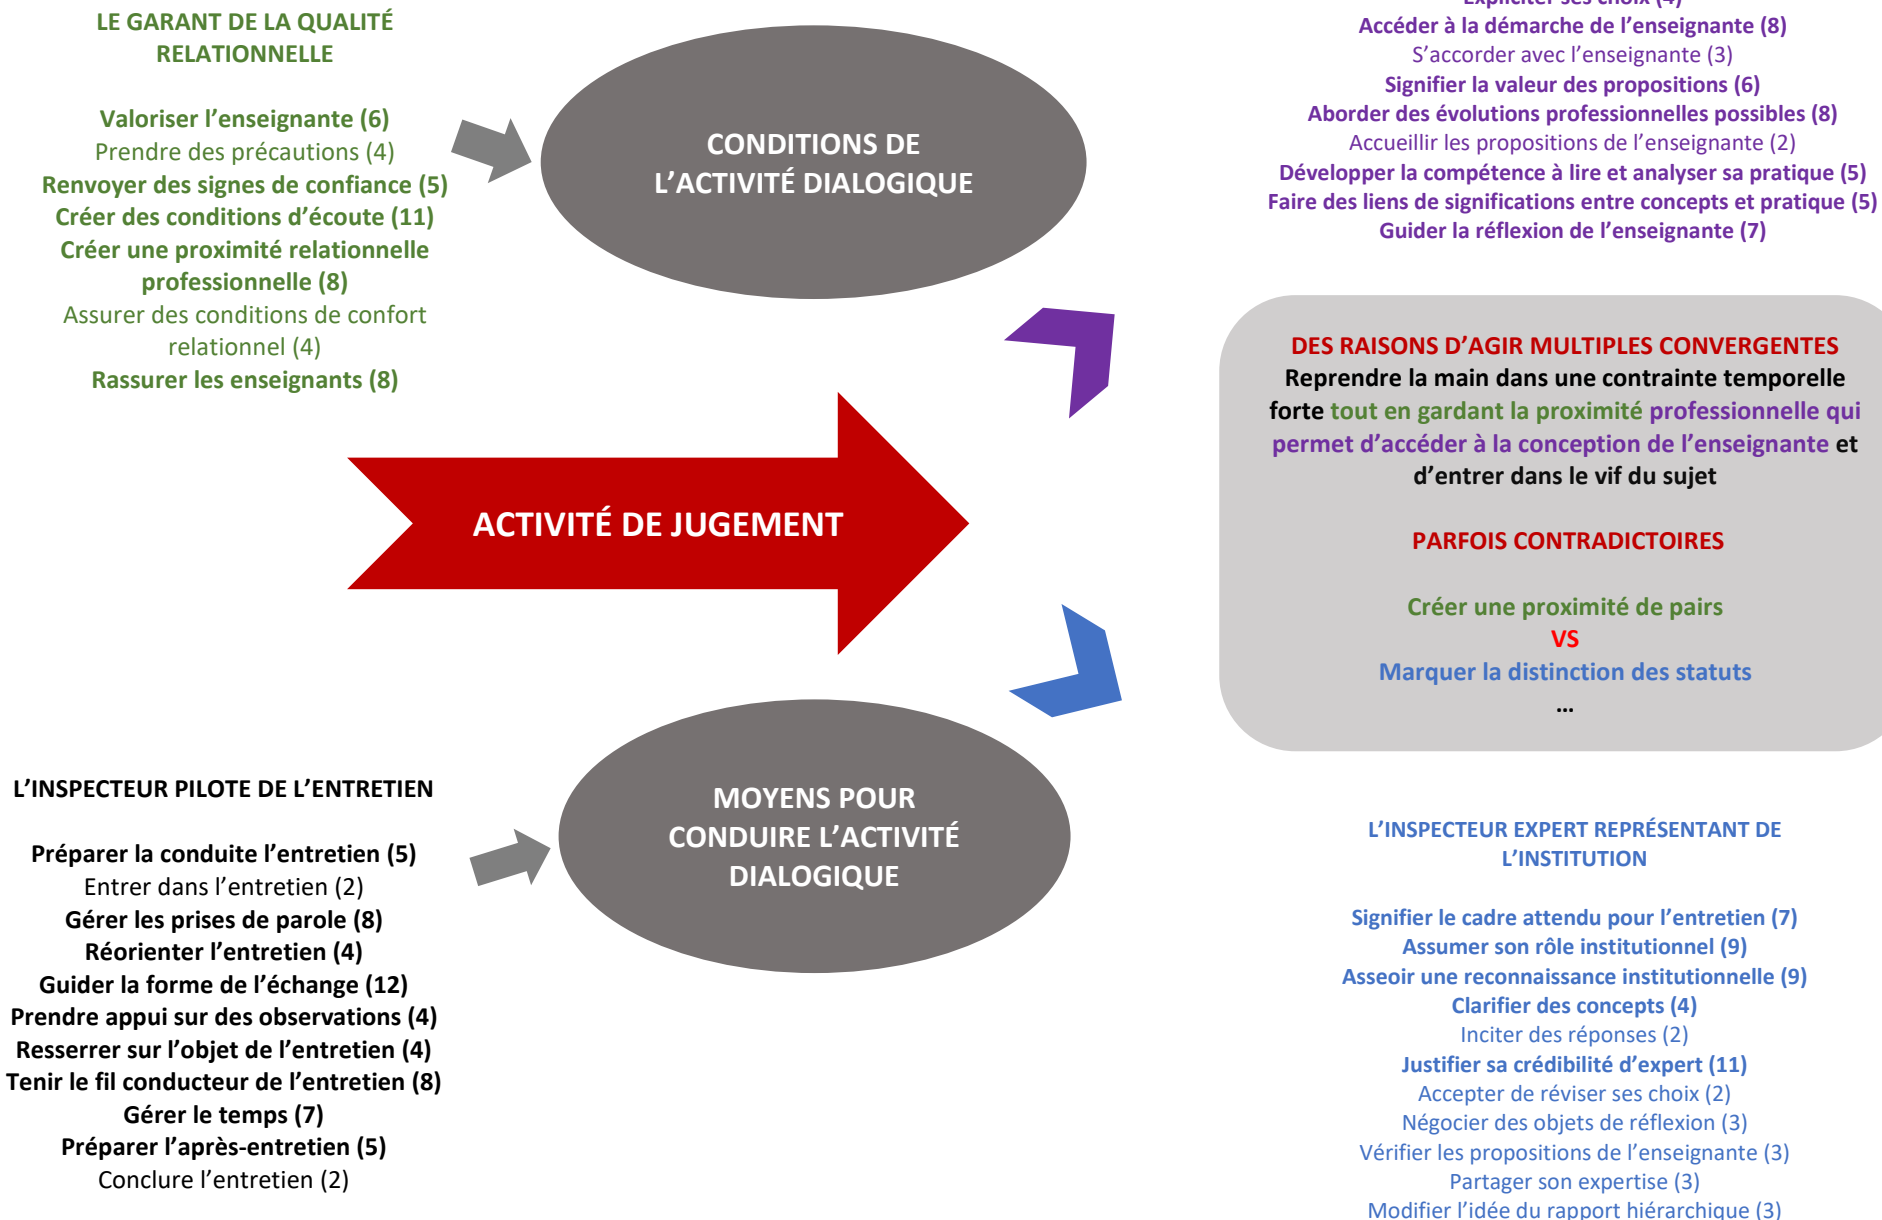 LE GARANT DE LA QUALITÉ
RELATIONNELLE
Valoriser l’enseignante (6)
Prendre des précautions (4)
Renvoyer des signes de confiance (5)
Créer des conditions d’écoute (11)
Créer une proximité relationnelle
professionnelle (8)
Assurer des conditions de confort
relationnel (4)
Rassurer les enseignants (8)
CONDITIONS DE
L’ACTIVITÉ DIALOGIQUE
Expliciter ses choix (4)
Accéder à la démarche de l’enseignante (8)
S’accorder avec l’enseignante (3)
Signifier la valeur des propositions (6)
Aborder des évolutions professionnelles possibles (8)
Accueillir les propositions de l’enseignante (2)
Développer la compétence à lire et analyser sa pratique (5)
Faire des liens de significations entre concepts et pratique (5)
Guider la réflexion de l’enseignante (7)
ACTIVITÉ DE JUGEMENT
DES RAISONS D’AGIR MULTIPLES CONVERGENTES
Reprendre la main dans une contrainte temporelle
forte tout en gardant la proximité professionnelle qui
permet d’accéder à la conception de l’enseignante et
d’entrer dans le vif du sujet
PARFOIS CONTRADICTOIRES
Créer une proximité de pairs
VS
Marquer la distinction des statuts
…
L’INSPECTEUR PILOTE DE L’ENTRETIEN
Préparer la conduite l’entretien (5)
Entrer dans l’entretien (2)
Gérer les prises de parole (8)
Réorienter l’entretien (4)
Guider la forme de l’échange (12)
Prendre appui sur des observations (4)
Resserrer sur l’objet de l’entretien (4)
Tenir le fil conducteur de l’entretien (8)
Gérer le temps (7)
Préparer l’après-entretien (5)
Conclure l’entretien (2)
MOYENS POUR
CONDUIRE L’ACTIVITÉ
DIALOGIQUE
L’INSPECTEUR EXPERT REPRÉSENTANT DE
L’INSTITUTION
Signifier le cadre attendu pour l’entretien (7)
Assumer son rôle institutionnel (9)
Asseoir une reconnaissance institutionnelle (9)
Clarifier des concepts (4)
Inciter des réponses (2)
Justifier sa crédibilité d’expert (11)
Accepter de réviser ses choix (2)
Négocier des objets de réflexion (3)
Vérifier les propositions de l’enseignante (3)
Partager son expertise (3)
Modifier l’idée du rapport hiérarchique (3)